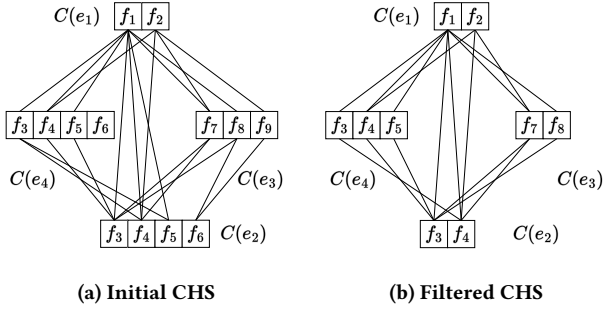 C(e₁) f₁ f₂ C(e₁) f₁ f₂
f₃ f₄ f₅ f₆ f₇ f₈ f₉ f₃ f₄ f₅ f₇ f₈
C(e₄) C(e₃) C(e₄) C(e₃)
f₃ f₄ f₅ f₆ C(e₂) f₃ f₄ C(e₂)
(a) Initial CHS (b) Filtered CHS